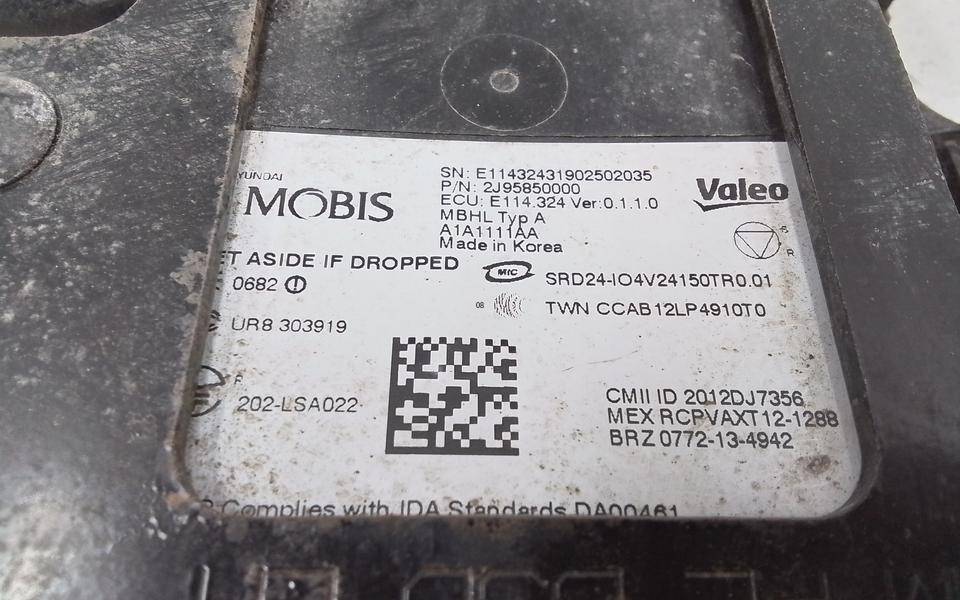 YUNDAI
MOBIS
SN: E11432431902502035
P/N: 2J95850000
ECU: E114.324 Ver:0.1.1.0
MBHL Typ A
A1A1111AA
Made in Korea
Valeo
T ASIDE IF DROPPED
0682
MIC
SRD24-IO4V24150TR0.01
08
TWN CCAB12LP4910T0
R
UR8 303919
R
202-LSA022
CMII ID 2012DJ7356
MEX RCPVAXT12-1288
BRZ 0772-13-4942
Complies with IDA Standards DA00461